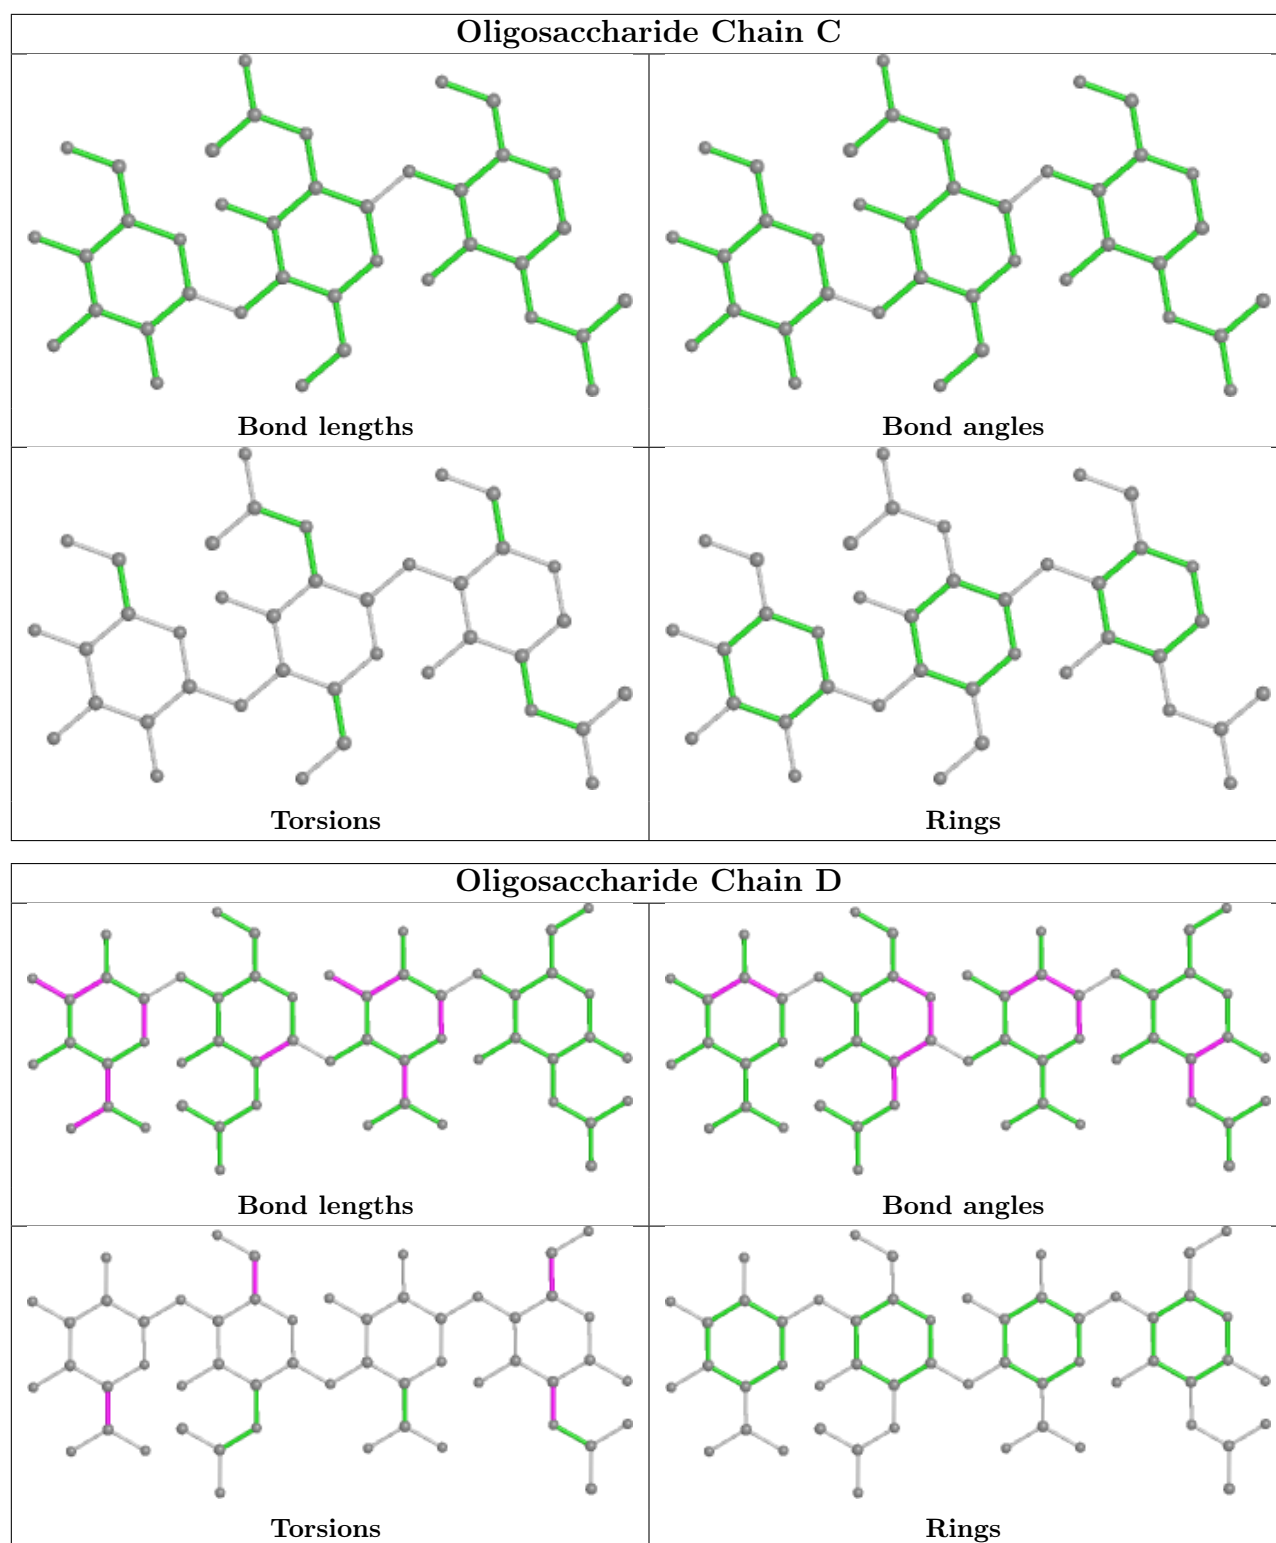 Oligosaccharide Chain C
Bond lengths
Bond angles
Torsions
Rings
Oligosaccharide Chain D
Bond lengths
Bond angles
Torsions
Rings